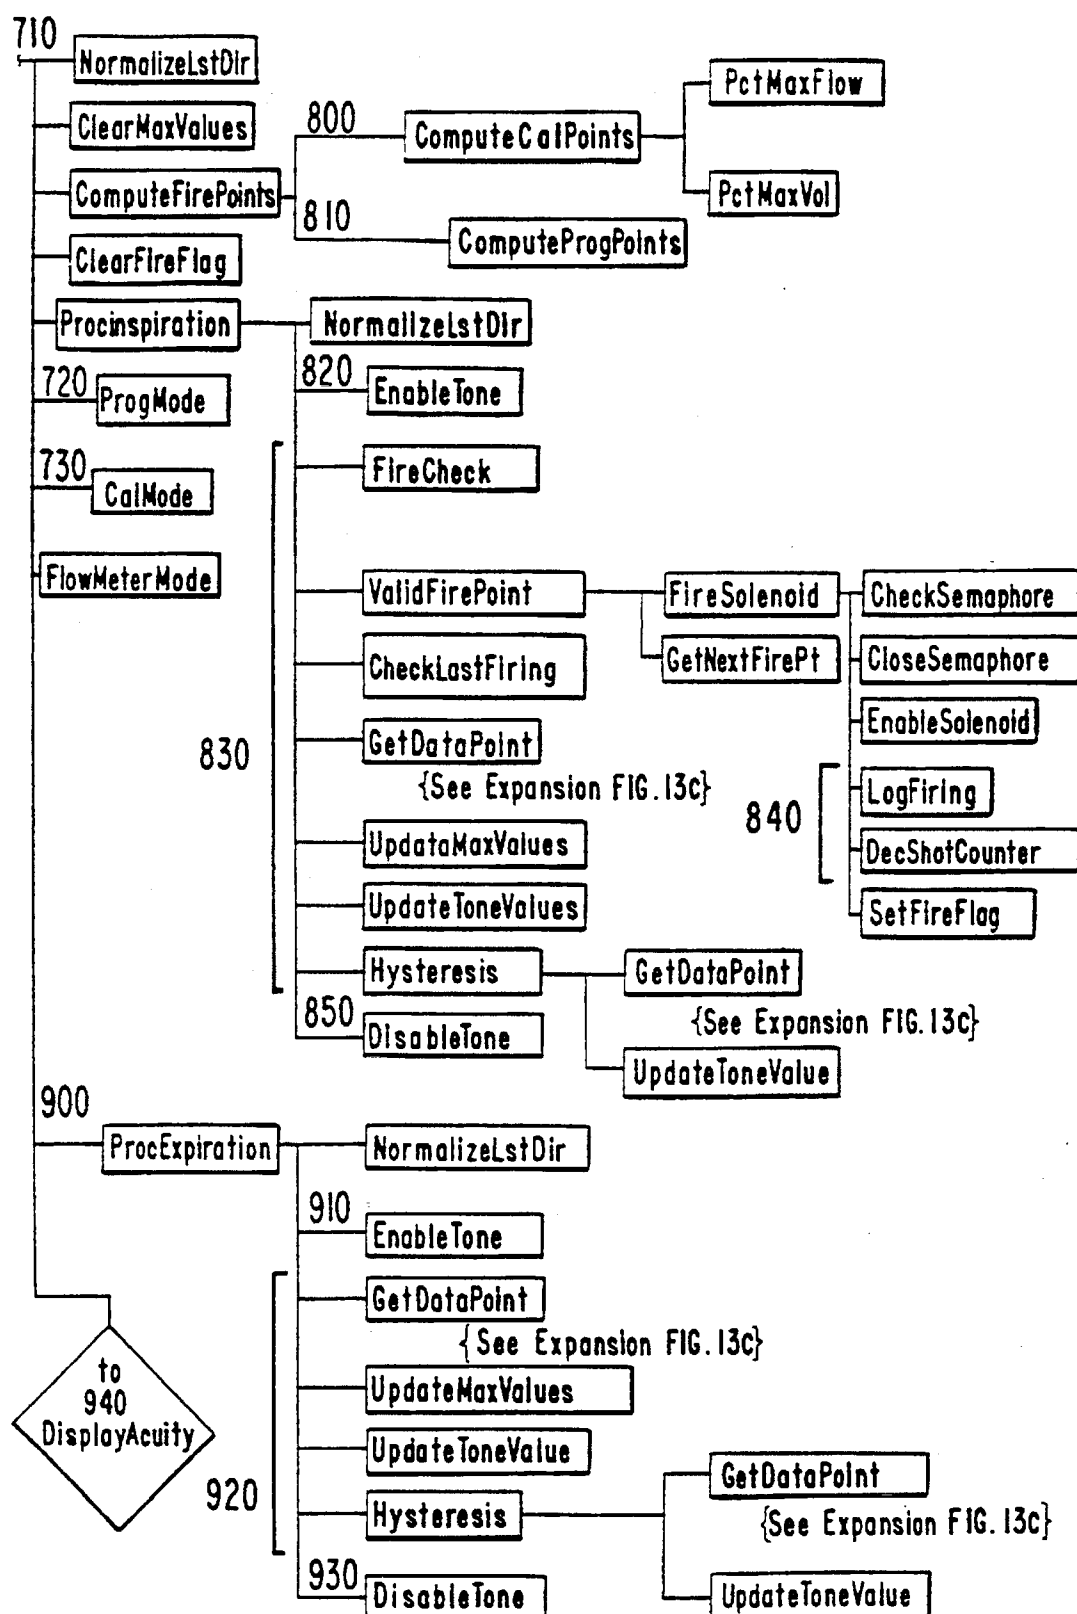 710
NormalizeLstDir
ClearMaxValues
ComputeFirePoints
800
ComputeCalPoints
PctMaxFlow
PctMaxVol
810
ComputeProgPoints
ClearFireFlag
Procinspiration
NormalizeLstDir
820
EnableTone
720
ProgMode
730
CalMode
FlowMeterMode
830
FireCheck
ValidFirePoint
FireSolenoid
CheckSemaphore
GetNextFirePt
CloseSemaphore
EnableSolenoid
840
LogFiring
DecShotCounter
SetFireFlag
CheckLastFiring
GetDataPoint
{See Expansion FIG.13C}
UpdataMaxValues
UpdateToneValues
Hysteresis
GetDataPoint
{See Expansion FIG.13C}
UpdateToneValue
850
DisableTone
900
ProcExpiration
NormalizeLstDir
910
EnableTone
920
GetDataPoint
{See Expansion FIG.13C}
UpdateMaxValues
UpdateToneValue
Hysteresis
GetDataPoint
{See Expansion FIG.13C}
UpdateToneValue
930
DisableTone
to
940
DisplayAcuity